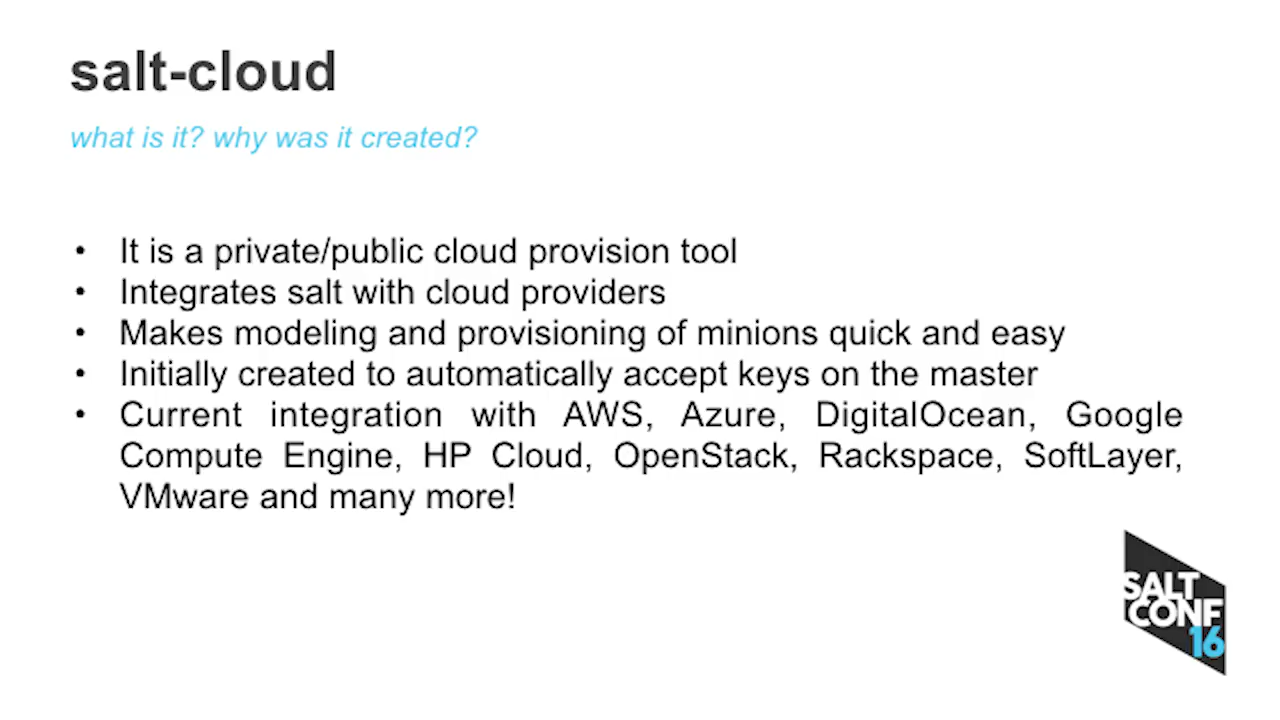 salt-cloud
what is it? why was it created?
• It is a private/public cloud provision tool
• Integrates salt with cloud providers
• Makes modeling and provisioning of minions quick and easy
• Initially created to automatically accept keys on the master
• Current integration with AWS, Azure, DigitalOcean, Google
Compute Engine, HP Cloud, OpenStack, Rackspace, SoftLayer,
VMware and many more!
SALT
CONF
16